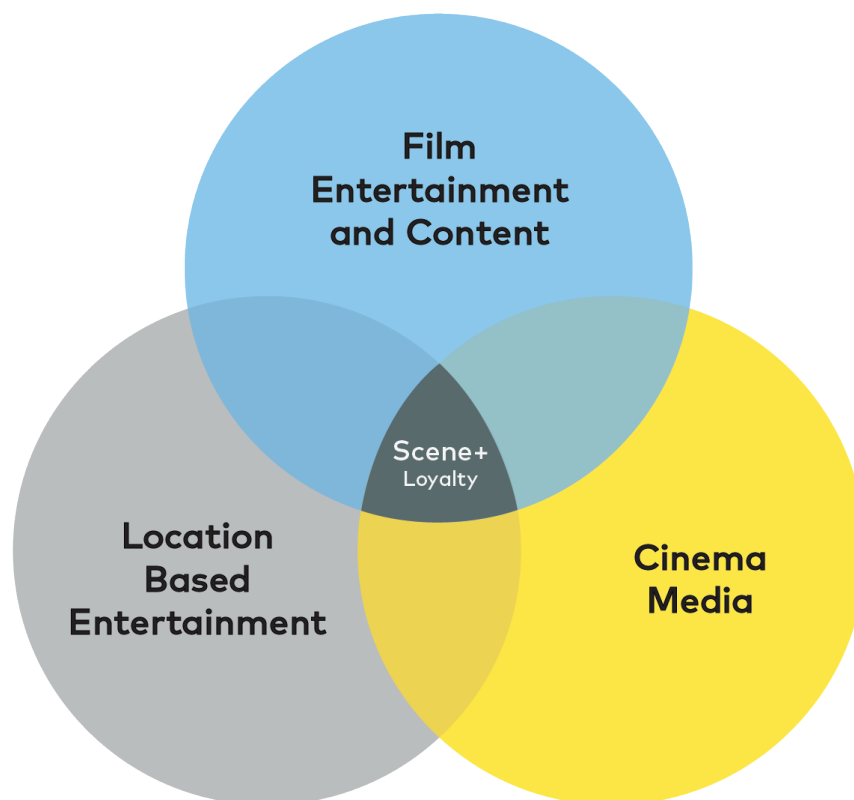 Film
Entertainment
and Content
Scene+
Loyalty
Location
Based
Entertainment
Cinema
Media